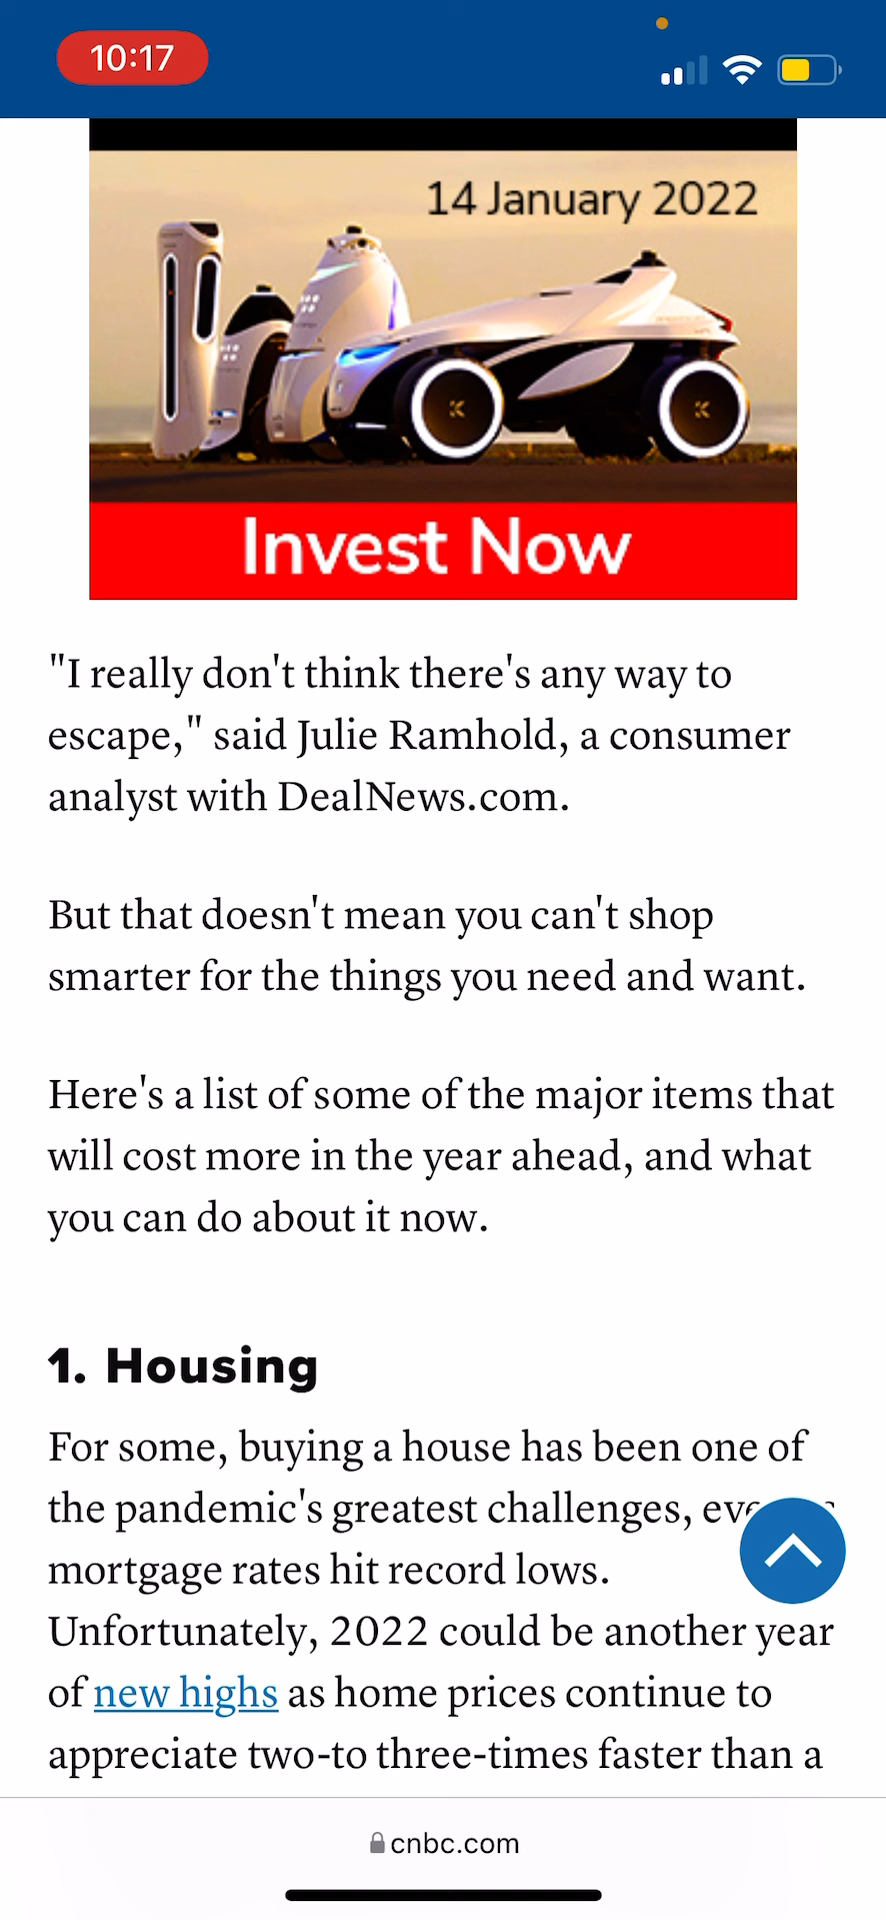 10:17
14 January 2022
Invest Now
"I really don't think there's any way to
escape," said Julie Ramhold, a consumer
analyst with DealNews.com.
But that doesn't mean you can't shop
smarter for the things you need and want.
Here's a list of some of the major items that
will cost more in the year ahead, and what
you can do about it now.
1. Housing
For some, buying a house has been one of
the pandemic's greatest challenges,
mortgage rates hit record lows.
Unfortunately, 2022 could be another year
of new highs as home prices continue to
appreciate two-to three-times faster than a
cnbc.com